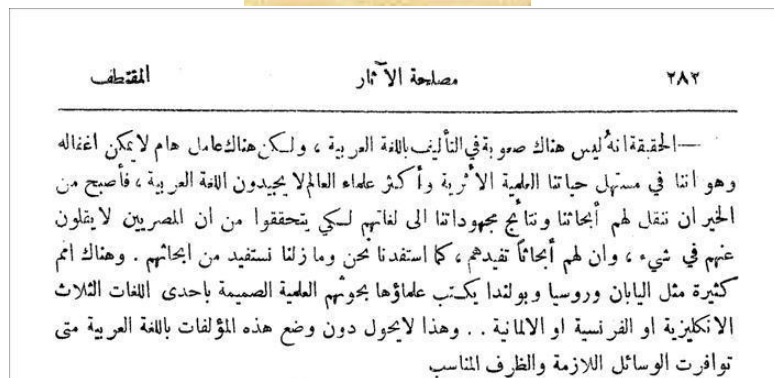 ٢٨٢ مصلحة الآثار المقتطف
— الحقيقة انهُ ليس هناك صعوبة في التأليف باللغة العربية ، ولكن هناك عامل هام لا يمكن اغفاله
وهو اننا في مستهل حياتنا العلمية الأثرية وأكثر علماء العالم لا يجيدون اللغة العربية ، فأصبح من
الخير ان ننقل لهم أبحاثنا ونتائج مجهوداتنا الى لغاتهم لكي يتحققوا من ان المصريين لا يقلون
عنهم في شيء ، وان لهم أبحاثاً تفيدهم ، كما استفدنا نحن وما زلنا نستفيد من ابحاثهم . وهناك امم
كثيرة مثل اليابان وروسيا وبولندا يكتب علماؤها بحوثهم العلمية الصميمة باحدى اللغات الثلاث
الانكليزية او الفرنسية او الالمانية . . وهذا لا يحول دون وضع هذه المؤلفات باللغة العربية متى
توافرت الوسائل اللازمة والظرف المناسب